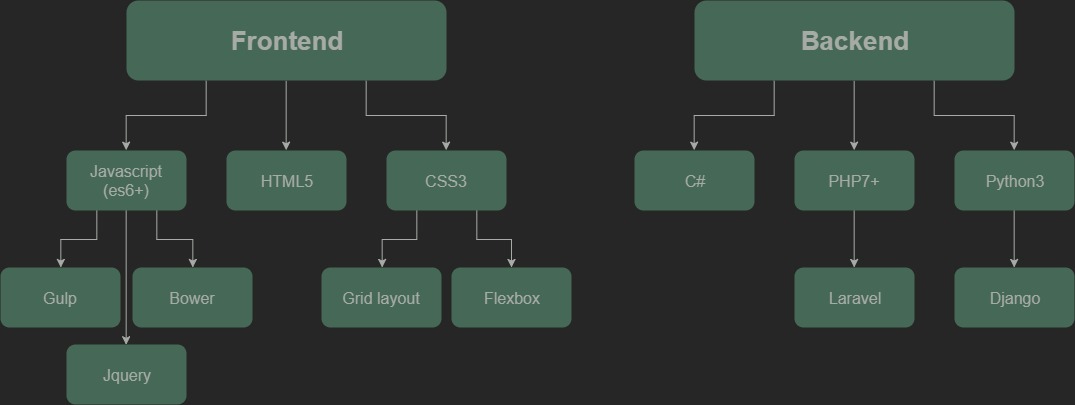 Frontend
Backend
Javascript
(es6+)
HTML5
CSS3
C#
PHP7+
Python3
Gulp
Bower
Grid layout
Flexbox
Laravel
Django
Jquery